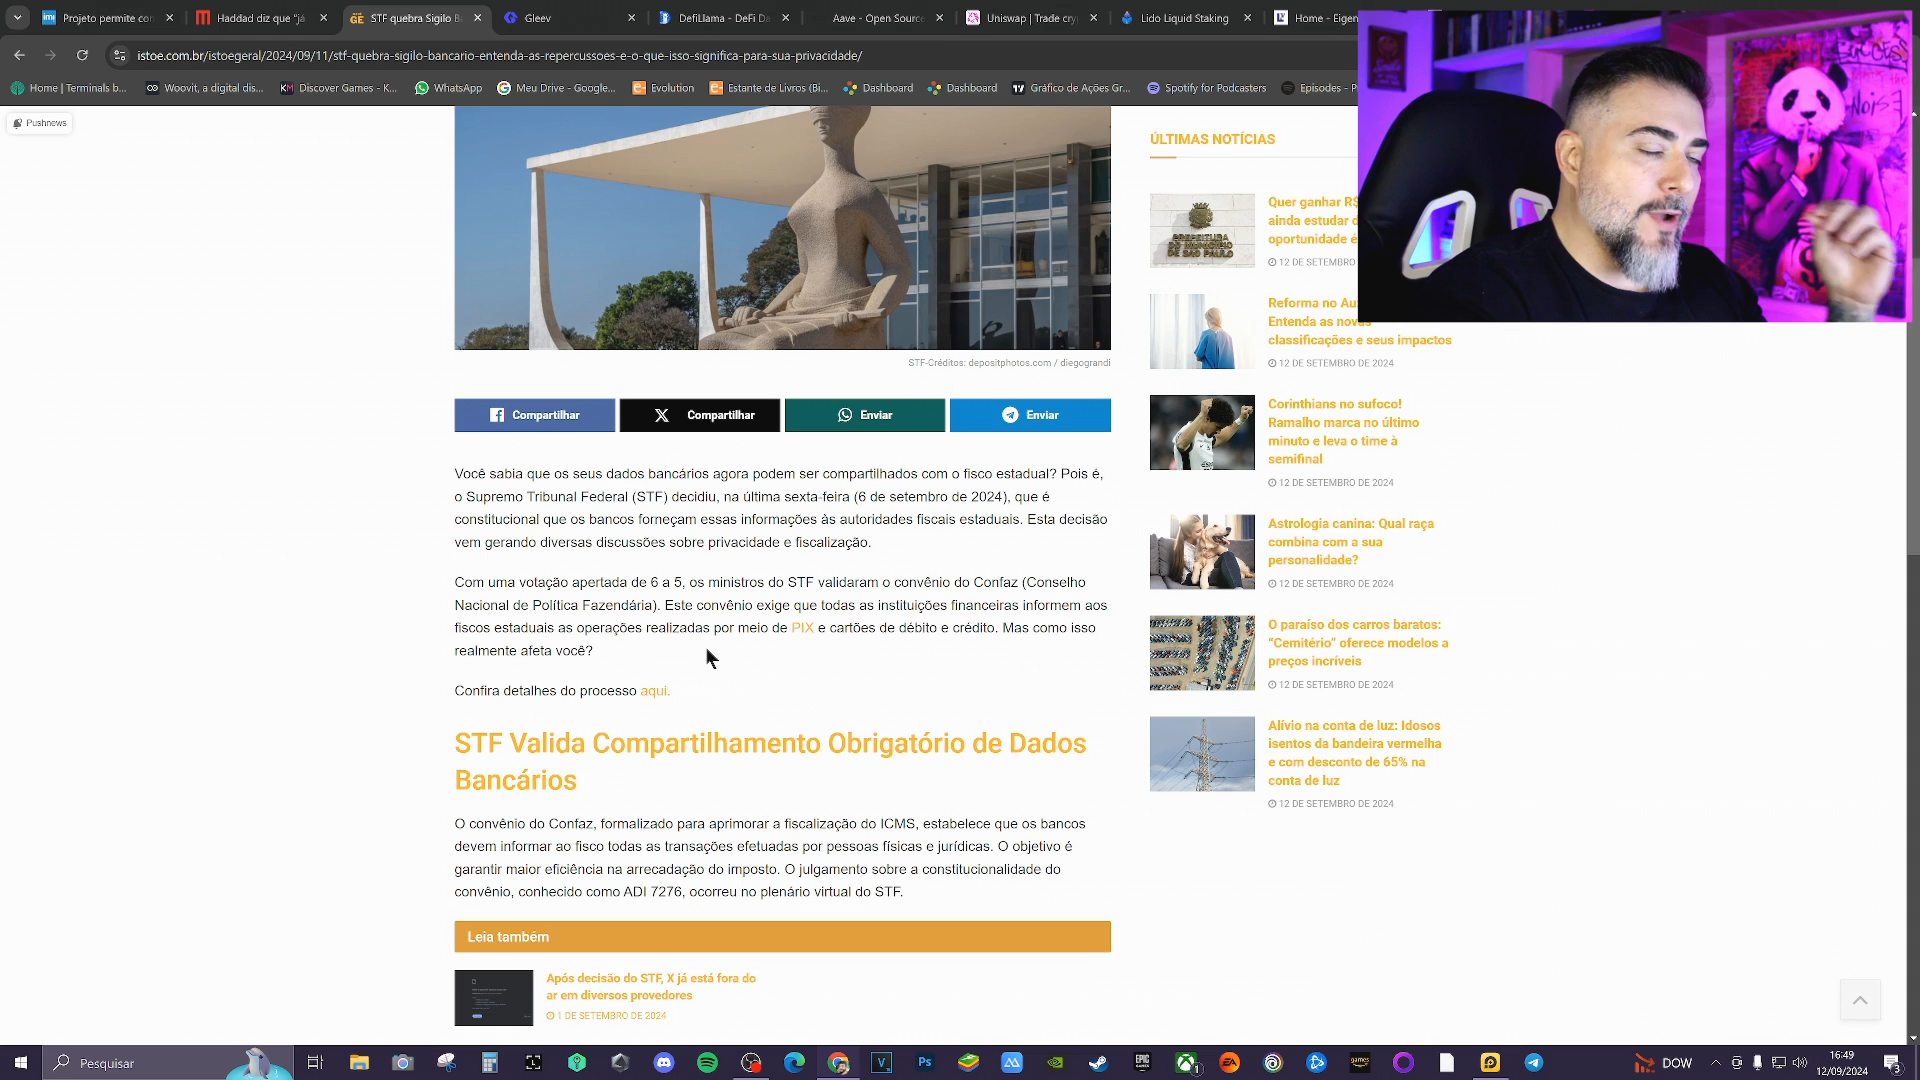 Projeto permite con
Haddad diz que "já
STF quebra Sigilo B
Gleev
DefiLlama - DeFi Da
Aave - Open Source
Uniswap | Trade cry
Lido Liquid Staking
Home - Eigen
istoe.com.br/istoegeral/2024/09/11/stf-quebra-sigilo-bancario-entenda-as-repercussoes-e-o-que-isso-significa-para-sua-privacidade/
Home | Terminals b...
Woovit, a digital dis...
Discover Games - K...
WhatsApp
Meu Drive - Google...
Evolution
Estante de Livros (Bi...
Dashboard
Dashboard
Gráfico de Ações Gr...
Spotify for Podcasters
Episodes - P
Pushnews
STF-Créditos: depositphotos.com / diegograndi
Compartilhar
Compartilhar
Enviar
Enviar
Você sabia que os seus dados bancários agora podem ser compartilhados com o fisco estadual? Pois é,
o Supremo Tribunal Federal (STF) decidiu, na última sexta-feira (6 de setembro de 2024), que é
constitucional que os bancos forneçam essas informações às autoridades fiscais estaduais. Esta decisão
vem gerando diversas discussões sobre privacidade e fiscalização.
Com uma votação apertada de 6 a 5, os ministros do STF validaram o convênio do Confaz (Conselho
Nacional de Política Fazendária). Este convênio exige que todas as instituições financeiras informem aos
fiscos estaduais as operações realizadas por meio de PIX e cartões de débito e crédito. Mas como isso
realmente afeta você?
Confira detalhes do processo aqui.
STF Valida Compartilhamento Obrigatório de Dados
Bancários
O convênio do Confaz, formalizado para aprimorar a fiscalização do ICMS, estabelece que os bancos
devem informar ao fisco todas as transações efetuadas por pessoas físicas e jurídicas. O objetivo é
garantir maior eficiência na arrecadação do imposto. O julgamento sobre a constitucionalidade do
convênio, conhecido como ADI 7276, ocorreu no plenário virtual do STF.
Leia também
Após decisão do STF, X já está fora do
ar em diversos provedores
1 DE SETEMBRO DE 2024
ÚLTIMAS NOTÍCIAS
PREFEITURA
DO MUNICÍPIO
DE SÃO PAULO
Quer ganhar R$
ainda estudar d
oportunidade é
12 DE SETEMBRO
Reforma no Au
Entenda as novas
classificações e seus impactos
12 DE SETEMBRO DE 2024
Corinthians no sufoco!
Ramalho marca no último
minuto e leva o time à
semifinal
12 DE SETEMBRO DE 2024
Astrologia canina: Qual raça
combina com a sua
personalidade?
12 DE SETEMBRO DE 2024
O paraíso dos carros baratos:
“Cemitério” oferece modelos a
preços incríveis
12 DE SETEMBRO DE 2024
Alívio na conta de luz: Idosos
isentos da bandeira vermelha
e com desconto de 65% na
conta de luz
12 DE SETEMBRO DE 2024
Pesquisar
DOW
16:49
12/09/2024